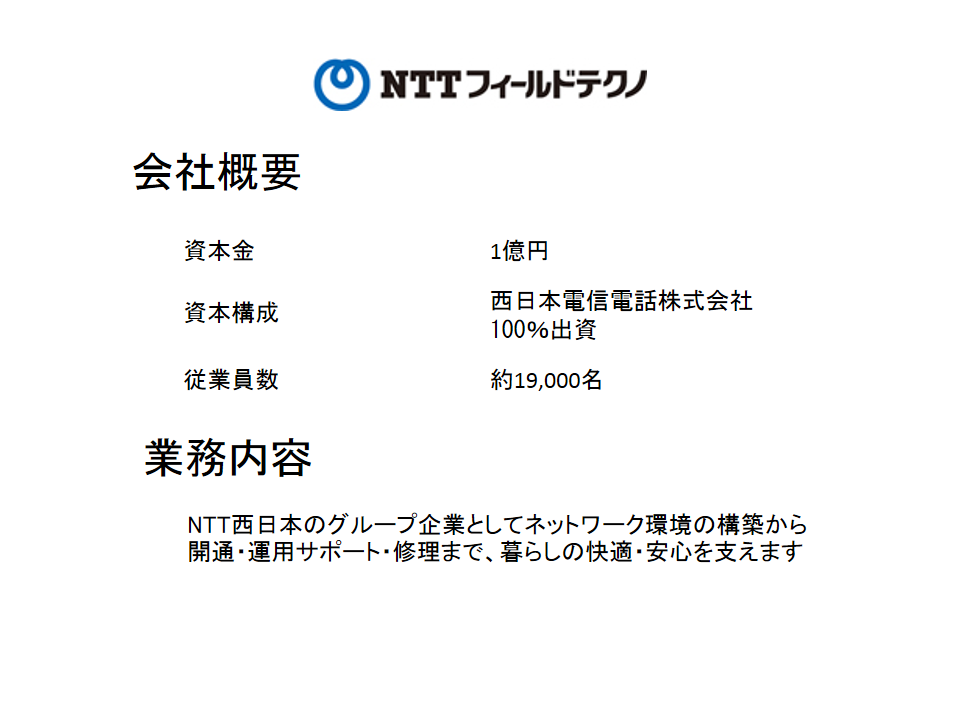 NTTフィールドテクノ
会社概要
資本金 1億円
資本構成 西日本電信電話株式会社
100%出資
従業員数 約19,000名
業務内容
NTT西日本のグループ企業としてネットワーク環境の構築から
開通・運用サポート・修理まで、暮らしの快適・安心を支えます